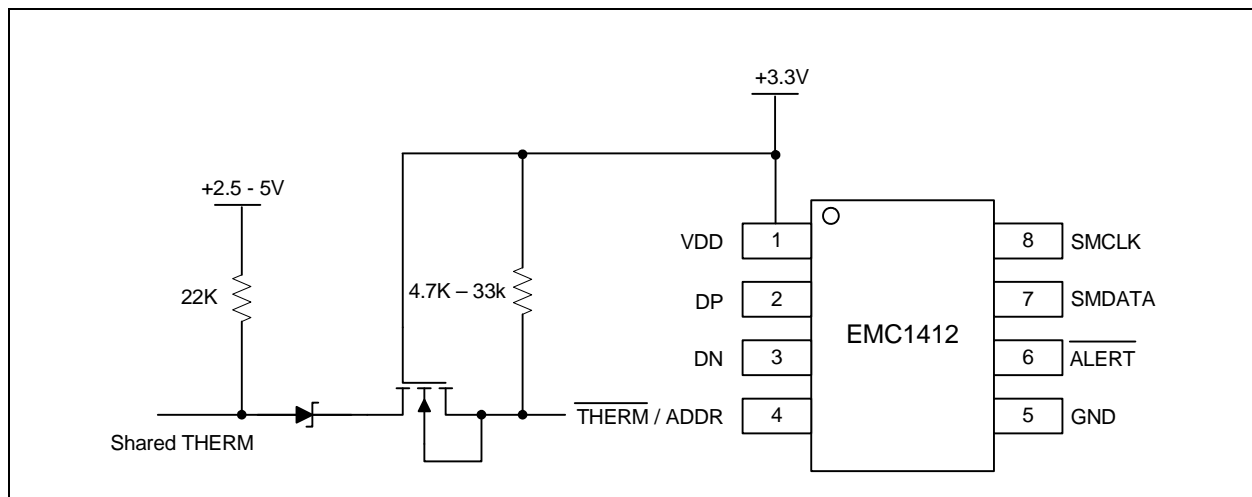 +3.3V
+2.5 - 5V
22K
4.7K – 33k
Shared THERM
THERM / ADDR
VDD
DP
DN
1
2
3
4
EMC1412
8
7
6
5
SMCLK
SMDATA
ALERT
GND